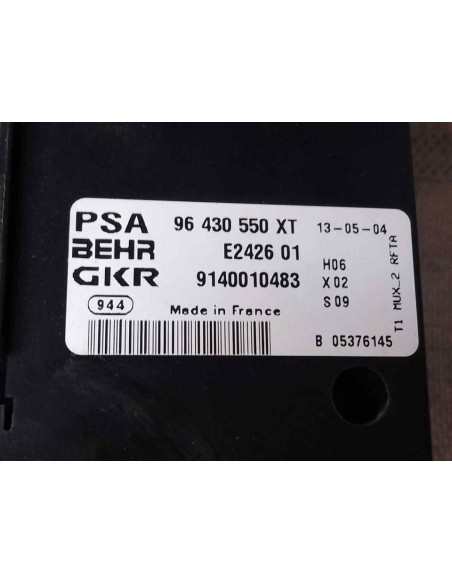 PSA 96 430 550 XT 13-05-04
BEHR E2426 01
GKR 9140010483
H06
X 02
S 09
944
Made in France
B 05376145
T1 MUX_2 RFTA